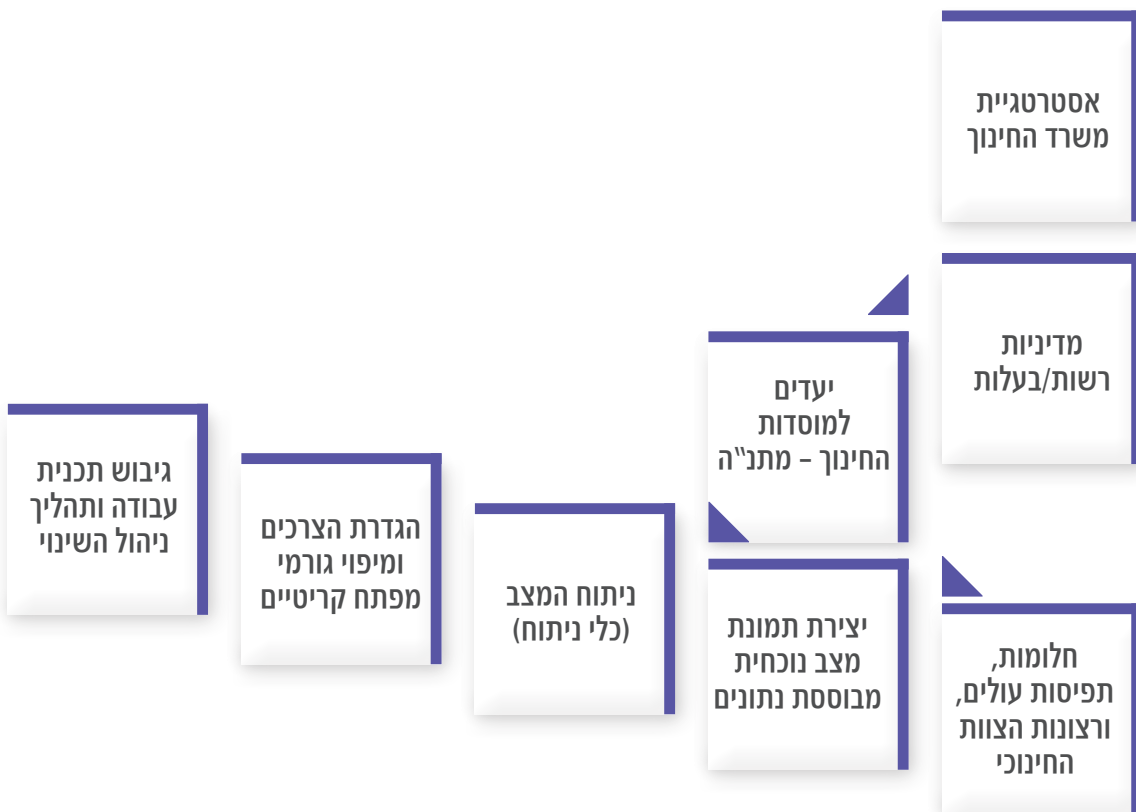 אסטרטגיית
משרד החינוך
מדיניות
רשות/בעלות
חלומות,
תפיסות עולים,
ורצונות הצוות
החינוכי
יעדים
למוסדות
החינוך – מתנ"ה
יצירת תמונת
מצב נוכחית
מבוססת נתונים
ניתוח המצב
(כלי ניתוח)
הגדרת הצרכים
ומיפוי גורמי
מפתח קריטיים
גיבוש תכנית
עבודה ותהליך
ניהול השינוי